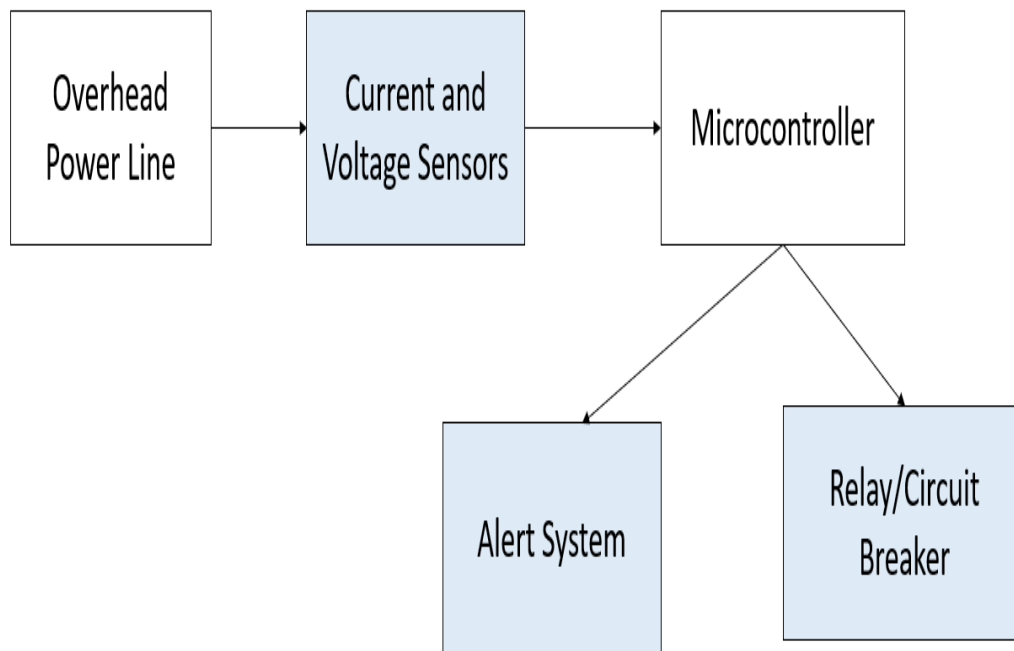 Overhead
Power Line
Current and
Voltage Sensors
Microcontroller
Alert System
Relay/Circuit
Breaker